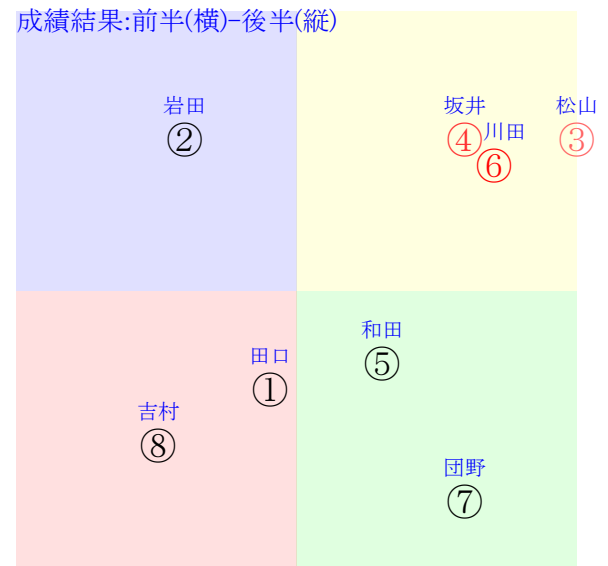 成績結果:前半(横)-後半(縦)
岩田
②
坂井
④
川田
⑥
松山
③
和田
⑤
田口
①
吉村
⑧
団野
⑦